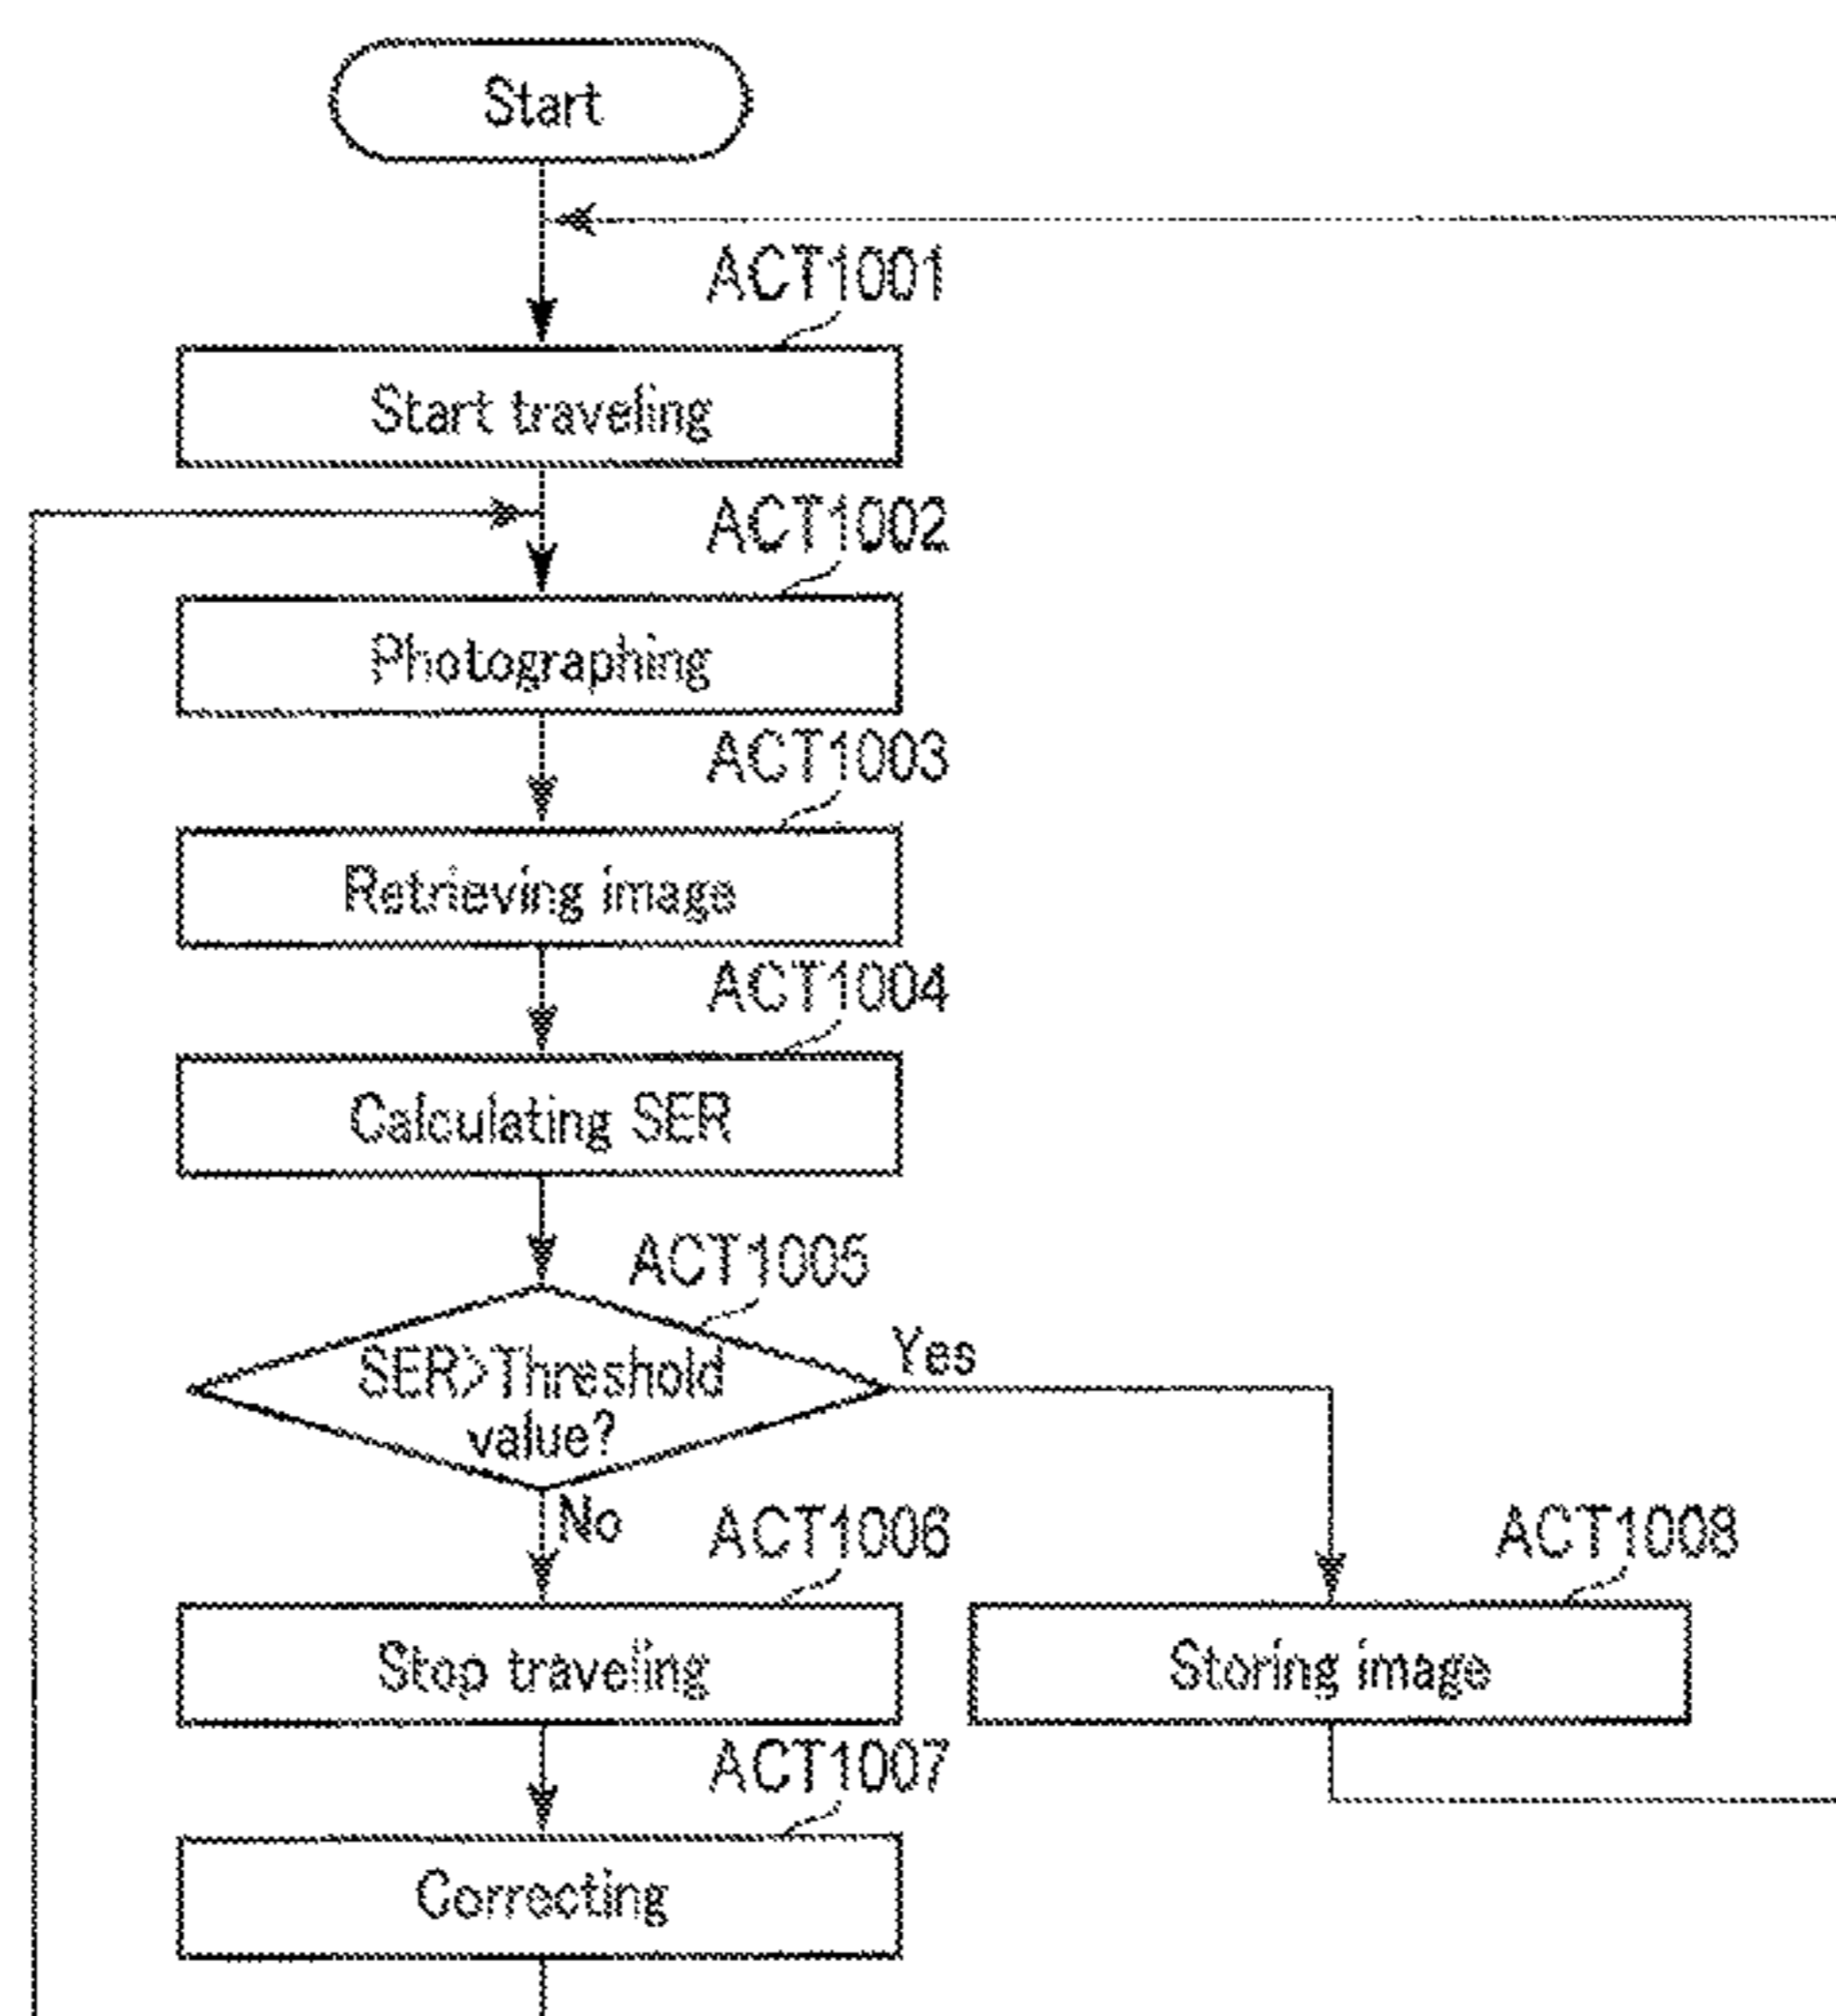 Start
ACT1001
Start traveling
ACT1002
Photographing
ACT1003
Retrieving image
ACT1004
Calculating SER
ACT1005
SER>Threshold
value?
Yes
No
ACT1006
Stop traveling
ACT1008
Storing image
ACT1007
Correcting